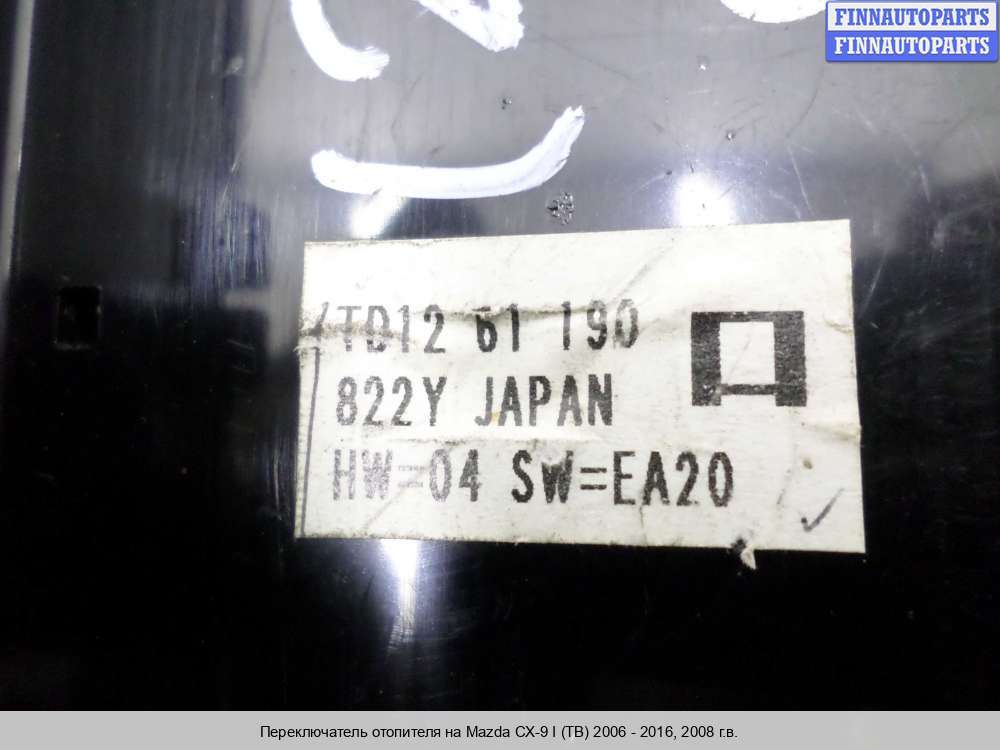 FINNAUTOPARTS
FINNAUTOPARTS
TD12 61 190
822Y JAPAN
HW=04 SW=EA20
Переключатель отопителя на Mazda CX-9 I (TB) 2006 - 2016, 2008 г.в.